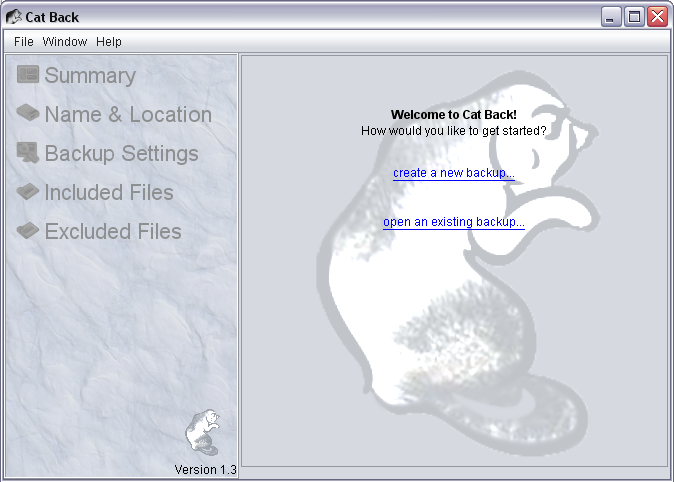 Cat Back
File Window Help
Summary
Name & Location
Backup Settings
Included Files
Excluded Files
Version 1.3
Welcome to Cat Back!
How would you like to get started?
create a new backup...
open an existing backup...